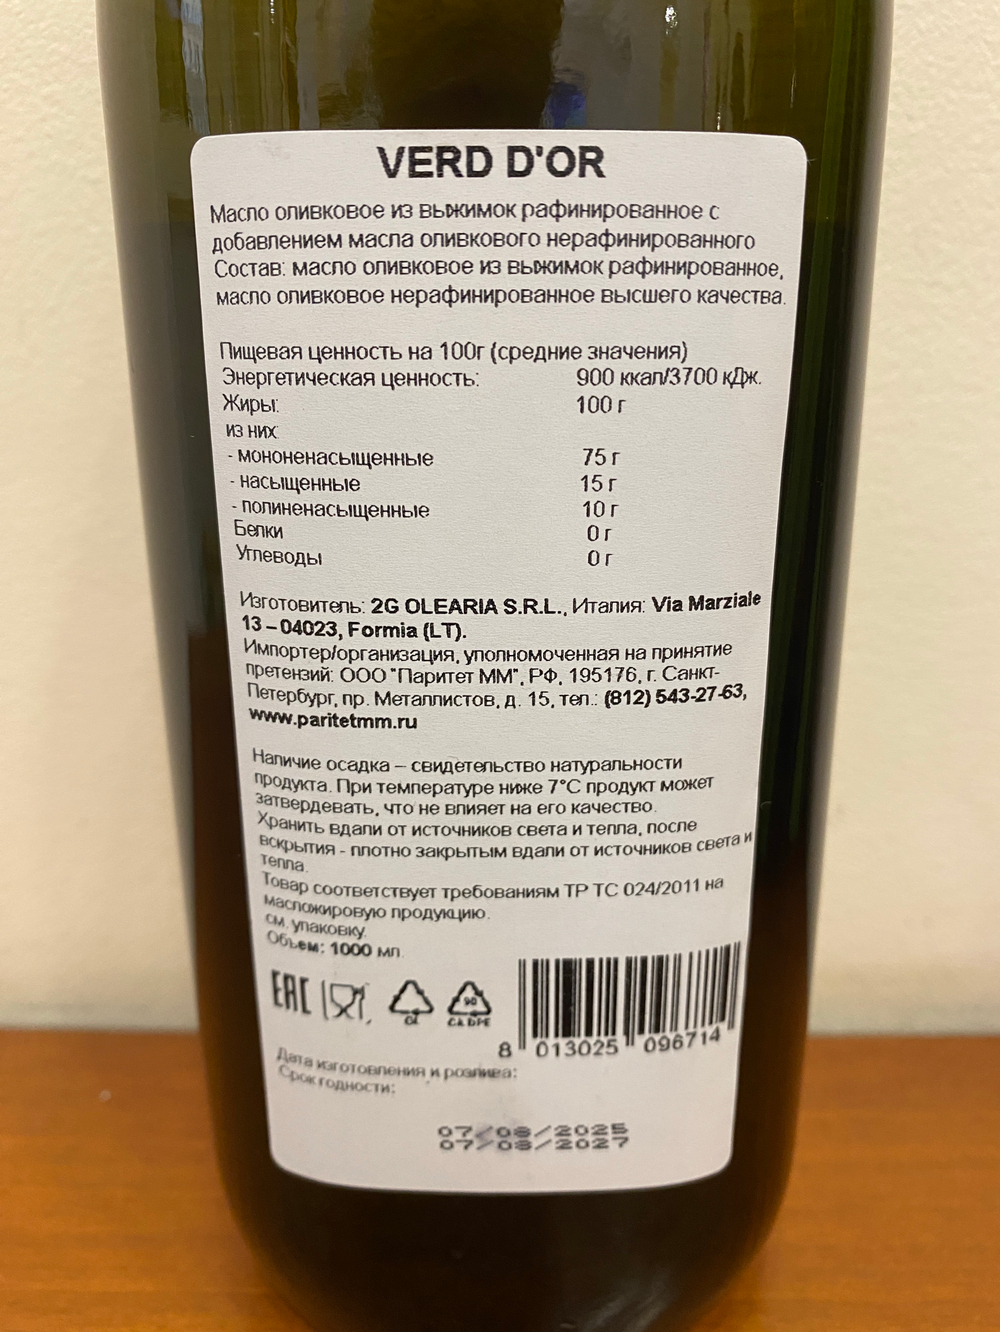 VERD D'OR
Масло оливковое из выжимок рафинированное с
добавлением масла оливкового нерафинированного
Состав: масло оливковое из выжимок рафинированное,
масло оливковое нерафинированное высшего качества.
Пищевая ценность на 100г (средние значения)
Энергетическая ценность: 900 ккал/3700 кДж.
Жиры: 100 г
из них:
- мононенасыщенные 75 г
- насыщенные 15 г
- полиненасыщенные 10 г
Белки 0 г
Углеводы 0 г
Изготовитель: 2G OLEARIA S.R.L., Италия: Via Marziale
13 – 04023, Formia (LT).
Импортер/организация, уполномоченная на принятие
претензий: ООО "Паритет ММ", РФ, 195176, г. Санкт-
Петербург, пр. Металлистов, д. 15, тел.: (812) 543-27-63,
www.paritetmm.ru
Наличие осадка – свидетельство натуральности
продукта. При температуре ниже 7°С продукт может
затвердевать, что не влияет на его качество.
Хранить вдали от источников света и тепла, после
вскрытия - плотно закрытым вдали от источников света и
тепла.
Товар соответствует требованиям ТР ТС 024/2011 на
масложировую продукцию.
см. упаковку.
Объем: 1000 мл.
EAC
GL
90
C/LDPE
8 013025 096714
Дата изготовления и розлива:
Срок годности:
07/08/2025
07/08/2027